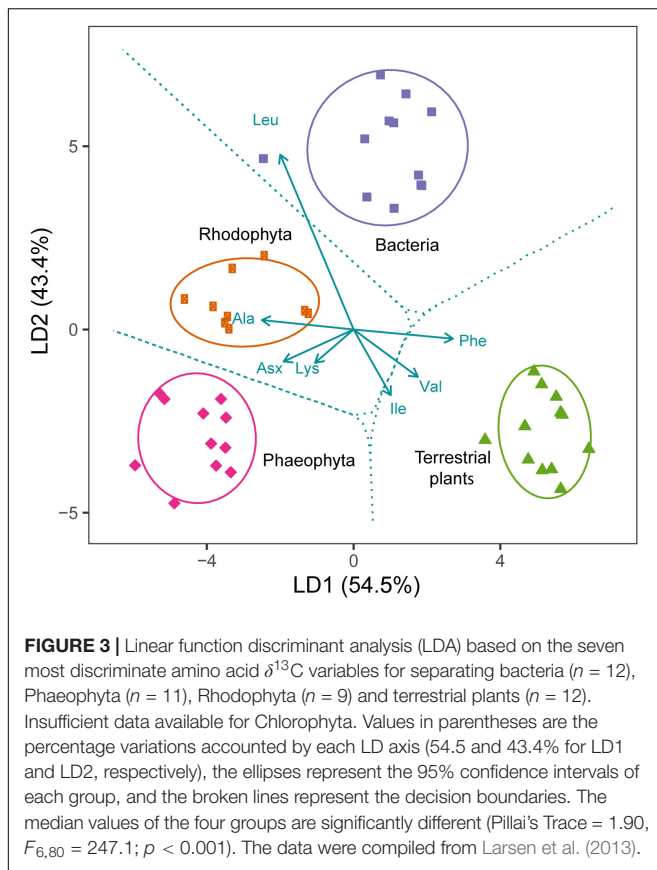 Leu
Bacteria
Rhodophyta
Ala
Asx
Lys
Phe
Val
Ile
Phaeophyta
Terrestrial
plants
5
0
−5
LD2 (43.4%)
−4
0
4
LD1 (54.5%)
FIGURE 3 | Linear function discriminant analysis (LDA) based on the seven
most discriminate amino acid δ13C variables for separating bacteria (n = 12),
Phaeophyta (n = 11), Rhodophyta (n = 9) and terrestrial plants (n = 12).
Insufficient data available for Chlorophyta. Values in parentheses are the
percentage variations accounted by each LD axis (54.5 and 43.4% for LD1
and LD2, respectively), the ellipses represent the 95% confidence intervals of
each group, and the broken lines represent the decision boundaries. The
median values of the four groups are significantly different (Pillai's Trace = 1.90,
F6,80 = 247.1; p < 0.001). The data were compiled from Larsen et al. (2013).